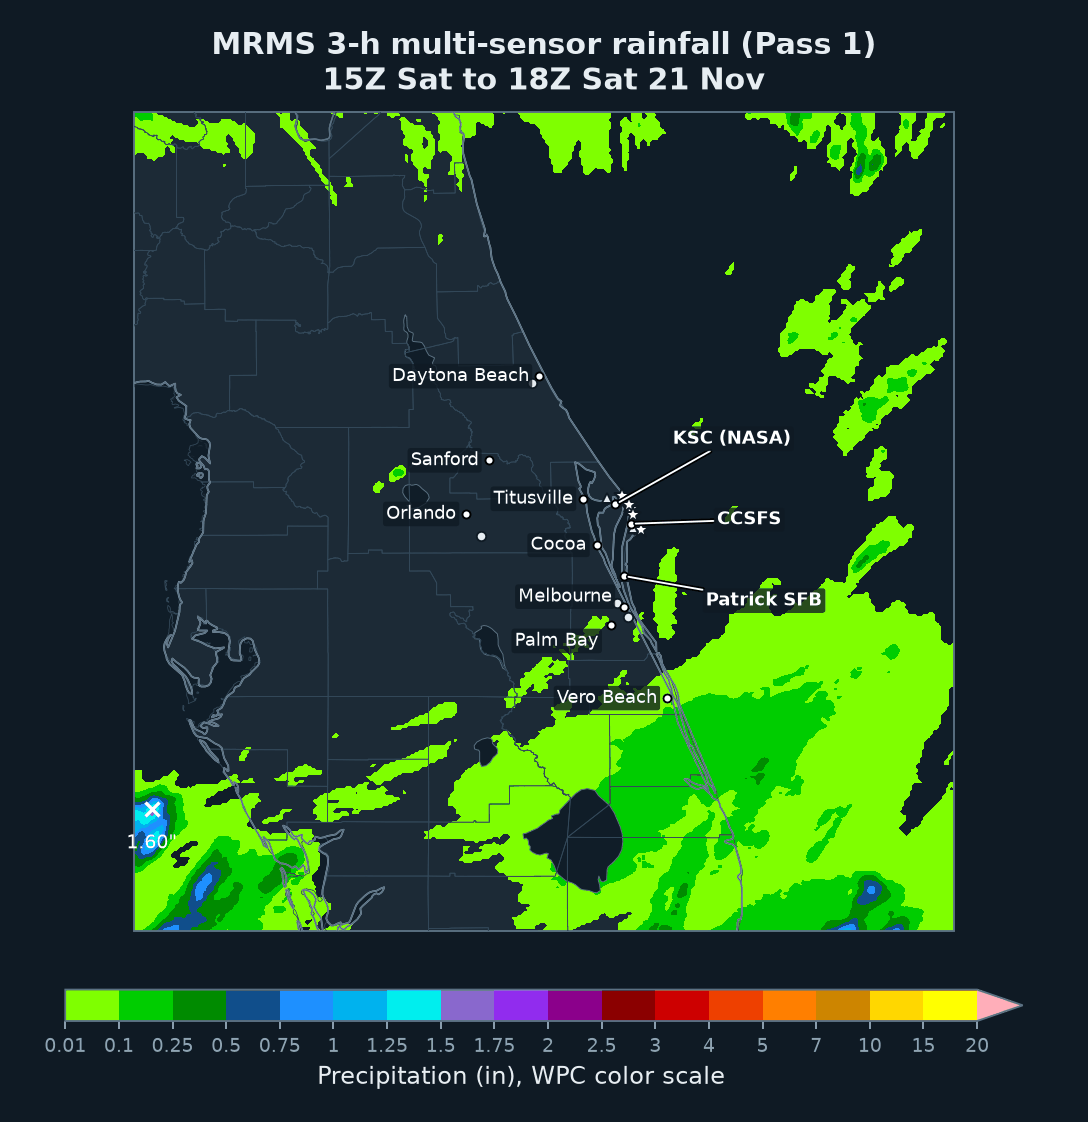 MRMS 3-h multi-sensor rainfall (Pass 1)
15Z Sat to 18Z Sat 21 Nov
Daytona Beach
KSC (NASA)
Sanford
Titusville
Orlando
CCSFS
Cocoa
Melbourne
Patrick SFB
Palm Bay
Vero Beach
1.60"
0.01 0.1 0.25 0.5 0.75 1 1.25 1.5 1.75 2 2.5 3 4 5 7 10 15 20
Precipitation (in), WPC color scale